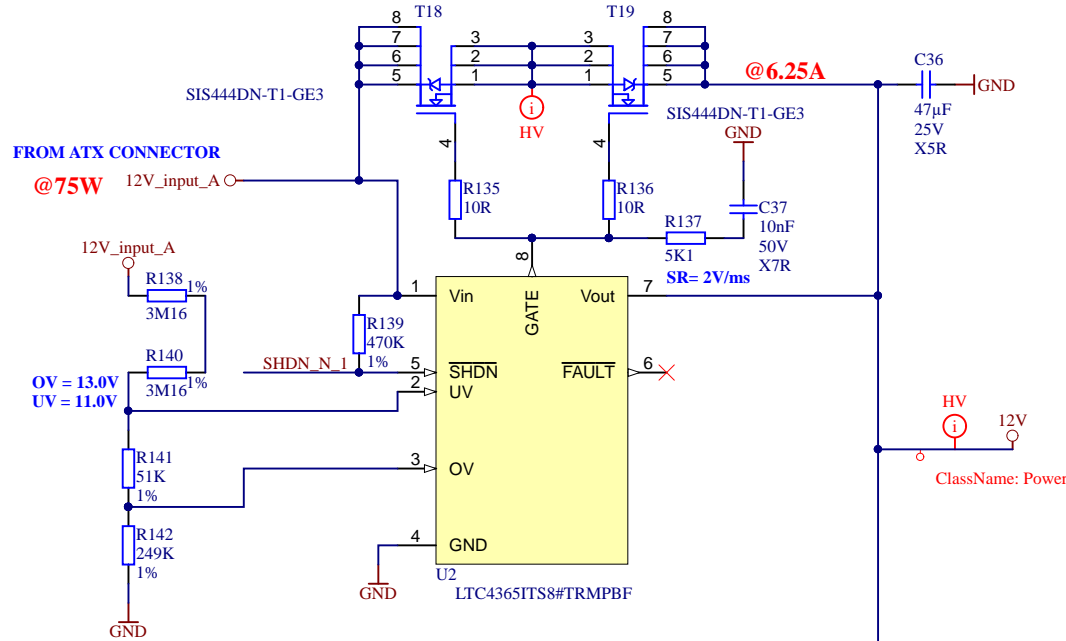 T18
T19
8
7
6
5
3
2
1
3
2
1
8
7
6
5
@6.25A
C36
GND
47µF
25V
X5R
SIS444DN-T1-GE3
i
HV
SIS444DN-T1-GE3
GND
4
4
FROM ATX CONNECTOR
@75W
12V_input_A
R135
10R
R136
10R
R137
5K1
C37
10nF
50V
X7R
SR= 2V/ms
12V_input_A
R138
1%
3M16
R140
1%
3M16
OV = 13.0V
UV = 11.0V
R139
470K
1%
SHDN_N_1
8
GATE
1
Vin
Vout
7
5
SHDN
FAULT
6
2
UV
3
OV
4
GND
R141
51K
1%
R142
249K
1%
GND
GND
U2
LTC4365ITS8#TRMPBF
HV
i
12V
ClassName: Power